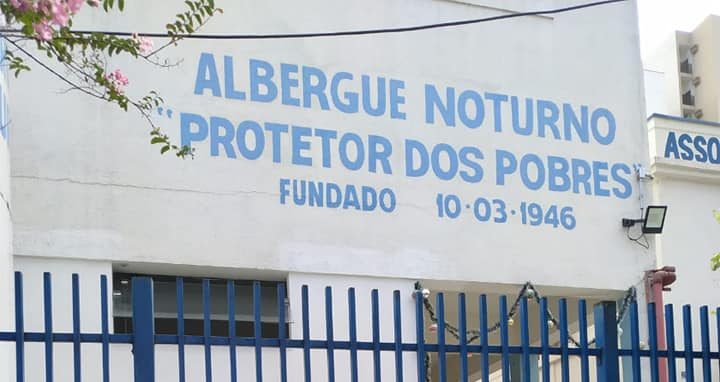 ALBERGUE NOTURNO
"PROTETOR DOS POBRES"
FUNDADO 10·03·1946
ASSO